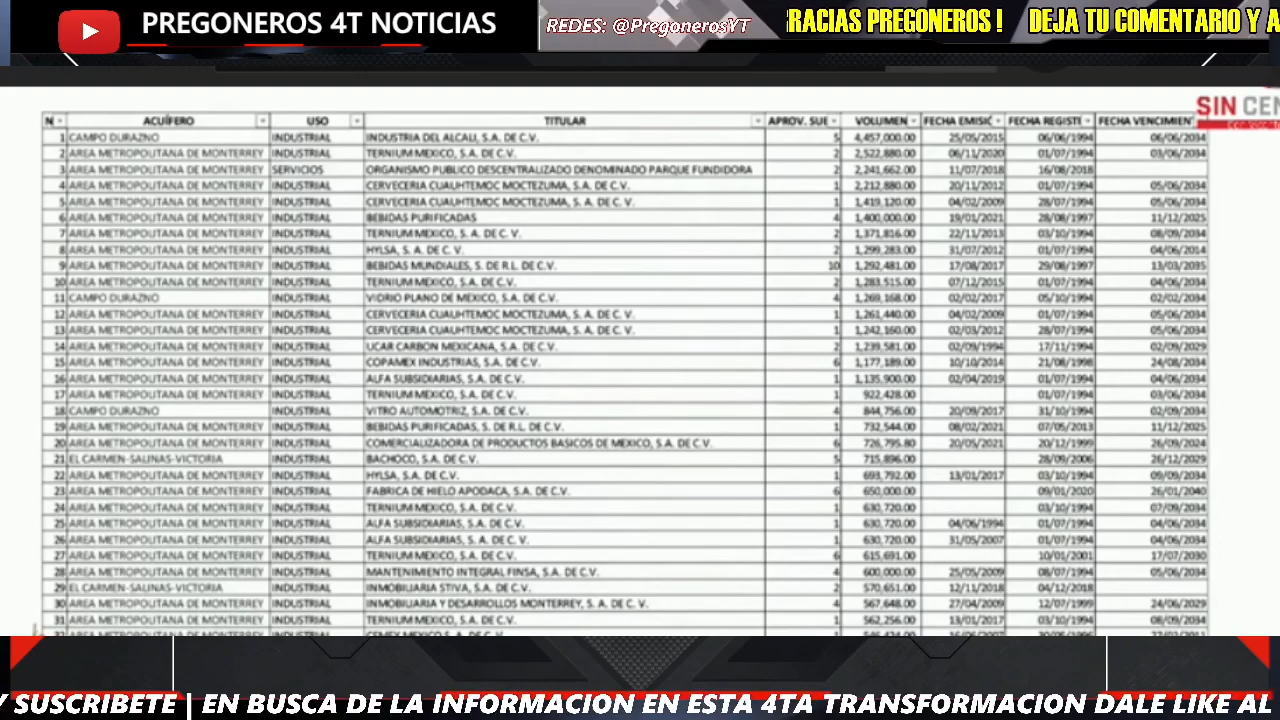 PREGONEROS 4T NOTICIAS
REDES: @PregonerosYT
RACIAS PREGONEROS ! DEJA TU COMENTARIO Y A
SIN CEN
N ACUÍFERO USO TITULAR APROV. SUE VOLUMEN FECHA EMISIÓ FECHA REGISTI FECHA VENCIMIENT
1 CAMPO DURAZNO INDUSTRIAL INDUSTRIA DEL ALCALI, S.A. DE C.V. 5 4,457,000.00 25/05/2015 06/06/1994 06/06/2034
2 AREA METROPOLITANA DE MONTERREY INDUSTRIAL TERNIUM MEXICO, S.A. DE C.V. 2 2,522,880.00 06/11/2020 01/07/1994 03/06/2034
3 AREA METROPOLITANA DE MONTERREY SERVICIOS ORGANISMO PUBLICO DESCENTRALIZADO DENOMINADO PARQUE FUNDIDORA 2 2,241,662.00 11/07/2018 16/08/2018
4 AREA METROPOLITANA DE MONTERREY INDUSTRIAL CERVECERIA CUAUHTEMOC MOCTEZUMA, S.A. DE C.V. 1 2,212,880.00 20/11/2012 01/07/1994 05/06/2034
5 AREA METROPOLITANA DE MONTERREY INDUSTRIAL CERVECERIA CUAUHTEMOC MOCTEZUMA, S. A. DE C.V. 1 1,419,120.00 04/02/2009 28/07/1994 05/06/2034
6 AREA METROPOLITANA DE MONTERREY INDUSTRIAL BEBIDAS PURIFICADAS 4 1,400,000.00 19/01/2021 28/08/1997 11/12/2025
7 AREA METROPOLITANA DE MONTERREY INDUSTRIAL TERNIUM MEXICO, S. A. DE C. V. 1 1,371,816.00 22/11/2013 03/10/1994 08/09/2034
8 AREA METROPOLITANA DE MONTERREY INDUSTRIAL HYLSA, S. A. DE C.V. 2 1,299,283.00 31/07/2012 01/07/1994 04/06/2014
9 AREA METROPOLITANA DE MONTERREY INDUSTRIAL BEBIDAS MUNDIALES, S. DE R.L. DE C.V. 10 1,292,481.00 17/08/2017 29/08/1997 13/03/2035
10 AREA METROPOLITANA DE MONTERREY INDUSTRIAL TERNIUM MEXICO, S.A. DE C.V. 2 1,283,515.00 07/12/2015 01/07/1994 04/06/2034
11 CAMPO DURAZNO INDUSTRIAL VIDRIO PLANO DE MEXICO, S.A. DE C.V. 4 1,269,168.00 02/02/2017 05/10/1994 02/02/2034
12 AREA METROPOLITANA DE MONTERREY INDUSTRIAL CERVECERIA CUAUHTEMOC MOCTEZUMA, S.A. DE C.V. 1 1,261,440.00 04/02/2009 01/07/1994 05/06/2034
13 AREA METROPOLITANA DE MONTERREY INDUSTRIAL CERVECERIA CUAUHTEMOC MOCTEZUMA, S.A. DE C.V. 1 1,242,160.00 02/03/2012 28/07/1994 05/06/2034
14 AREA METROPOLITANA DE MONTERREY INDUSTRIAL UCAR CARBON MEXICANA, S.A. DE C.V. 2 1,239,581.00 02/09/1994 17/11/1994 02/09/2029
15 AREA METROPOLITANA DE MONTERREY INDUSTRIAL COPAMEX INDUSTRIAS, S.A. DE C.V. 6 1,177,189.00 10/10/2014 21/08/1998 24/08/2034
16 AREA METROPOLITANA DE MONTERREY INDUSTRIAL ALFA SUBSIDIARIAS, S.A. DE C.V. 1 1,135,900.00 02/04/2019 01/07/1994 04/06/2034
17 AREA METROPOLITANA DE MONTERREY INDUSTRIAL TERNIUM MEXICO, S.A. DE C.V. 1 922,428.00 01/07/1994 03/06/2034
18 CAMPO DURAZNO INDUSTRIAL VITRO AUTOMOTRIZ, S.A. DE C.V. 4 844,756.00 20/09/2017 31/10/1994 02/09/2034
19 AREA METROPOLITANA DE MONTERREY INDUSTRIAL BEBIDAS PURIFICADAS, S. DE R.L. DE C.V. 1 732,544.00 08/02/2021 07/05/2013 11/12/2025
20 AREA METROPOLITANA DE MONTERREY INDUSTRIAL COMERCIALIZADORA DE PRODUCTOS BASICOS DE MEXICO, S.A. DE C.V. 6 726,795.80 20/05/2021 20/12/1999 26/09/2024
21 EL CARMEN-SALINAS-VICTORIA INDUSTRIAL BACHOCO, S.A. DE C.V. 5 715,896.00 28/09/2006 26/12/2029
22 AREA METROPOLITANA DE MONTERREY INDUSTRIAL HYLSA, S.A. DE C.V. 1 693,792.00 13/01/2017 03/10/1994 09/09/2034
23 AREA METROPOLITANA DE MONTERREY INDUSTRIAL FABRICA DE HIELO APODACA, S.A. DE C.V. 6 650,000.00 09/01/2020 26/01/2040
24 AREA METROPOLITANA DE MONTERREY INDUSTRIAL TERNIUM MEXICO, S.A. DE C.V. 1 630,720.00 03/10/1994 07/09/2034
25 AREA METROPOLITANA DE MONTERREY INDUSTRIAL ALFA SUBSIDIARIAS, S.A. DE C.V. 1 630,720.00 04/06/1994 01/07/1994 04/06/2034
26 AREA METROPOLITANA DE MONTERREY INDUSTRIAL ALFA SUBSIDIARIAS, S.A. DE C.V. 1 630,720.00 31/05/2007 01/07/1994 04/06/2034
27 AREA METROPOLITANA DE MONTERREY INDUSTRIAL TERNIUM MEXICO, S.A. DE C.V. 6 615,691.00 10/01/2001 17/07/2030
28 AREA METROPOLITANA DE MONTERREY INDUSTRIAL MANTENIMIENTO INTEGRAL FINSA, S.A. DE C.V. 4 600,000.00 25/05/2009 08/07/1994 05/06/2034
29 EL CARMEN-SALINAS-VICTORIA INDUSTRIAL INMOBILIARIA STIVA, S.A. DE C.V. 2 570,651.00 12/11/2018 04/12/2018
30 AREA METROPOLITANA DE MONTERREY INDUSTRIAL INMOBILIARIA Y DESARROLLOS MONTERREY, S. A. DE C.V. 4 567,648.00 27/04/2009 12/07/1999 24/06/2029
31 AREA METROPOLITANA DE MONTERREY INDUSTRIAL TERNIUM MEXICO, S.A. DE C.V. 1 562,256.00 13/01/2017 03/10/1994 08/09/2034
Y SUSCRIBETE | EN BUSCA DE LA INFORMACION EN ESTA 4TA TRANSFORMACION DALE LIKE AL